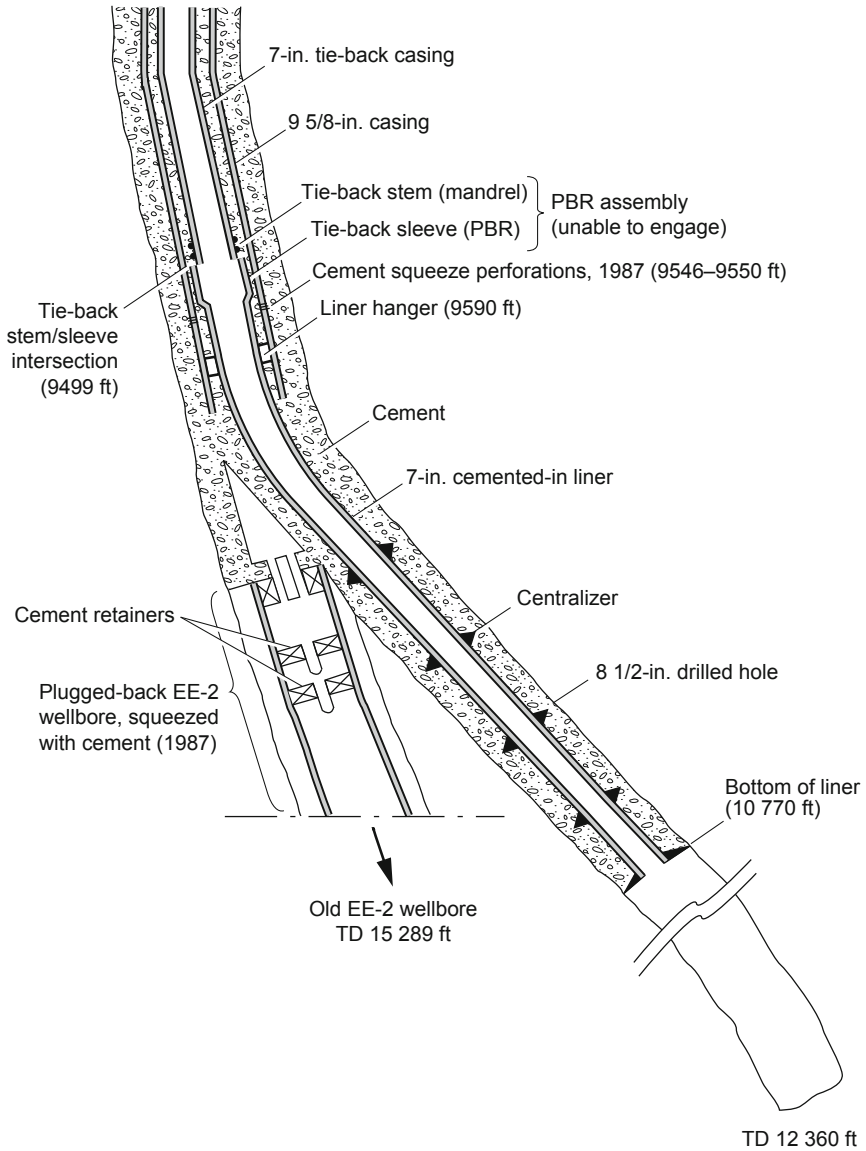 7-in. tie-back casing
9 5/8-in. casing
Tie-back stem (mandrel)
Tie-back sleeve (PBR)
PBR assembly
(unable to engage)
Cement squeeze perforations, 1987 (9546–9550 ft)
Liner hanger (9590 ft)
Tie-back
stem/sleeve
intersection
(9499 ft)
Cement
7-in. cemented-in liner
Centralizer
Cement retainers
8 1/2-in. drilled hole
Plugged-back EE-2
wellbore, squeezed
with cement (1987)
Bottom of liner
(10 770 ft)
Old EE-2 wellbore
TD 15 289 ft
TD 12 360 ft